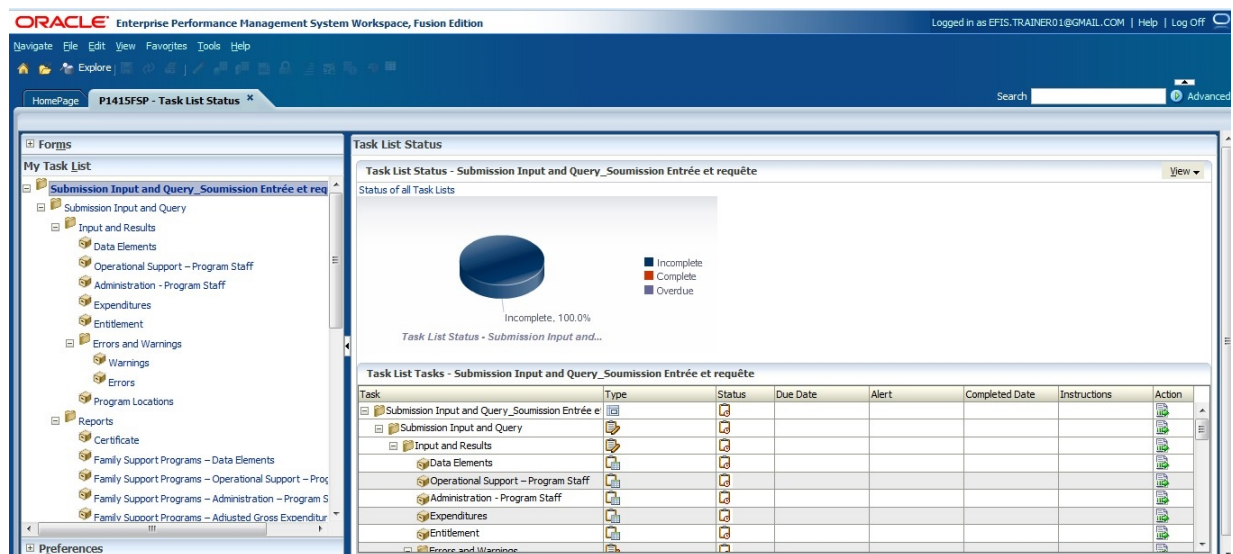 ORACLE® Enterprise Performance Management System Workspace, Fusion Edition
Logged in as EFIS.TRAINER01@GMAIL.COM | Help | Log Off
Navigate File Edit View Favorites Tools Help
Explore
HomePage P1415FSP - Task List Status ×
Search Advanced
Forms
My Task List
Submission Input and Query_Soumission Entrée et req
Submission Input and Query
Input and Results
Data Elements
Operational Support – Program Staff
Administration - Program Staff
Expenditures
Entitlement
Errors and Warnings
Warnings
Errors
Program Locations
Reports
Certificate
Family Support Programs – Data Elements
Family Support Programs – Operational Support – Prog
Family Support Programs – Administration – Program S
Family Support Programs – Adjusted Gross Expenditur
Preferences
Task List Status
Task List Status - Submission Input and Query_Soumission Entrée et requête
View
Status of all Task Lists
Incomplete
Complete
Overdue
Incomplete, 100.0%
Task List Status - Submission Input and...
Task List Tasks - Submission Input and Query_Soumission Entrée et requête
Task Type Status Due Date Alert Completed Date Instructions Action
Submission Input and Query_Soumission Entrée e
Submission Input and Query
Input and Results
Data Elements
Operational Support – Program Staff
Administration - Program Staff
Expenditures
Entitlement
Errors and Warnings